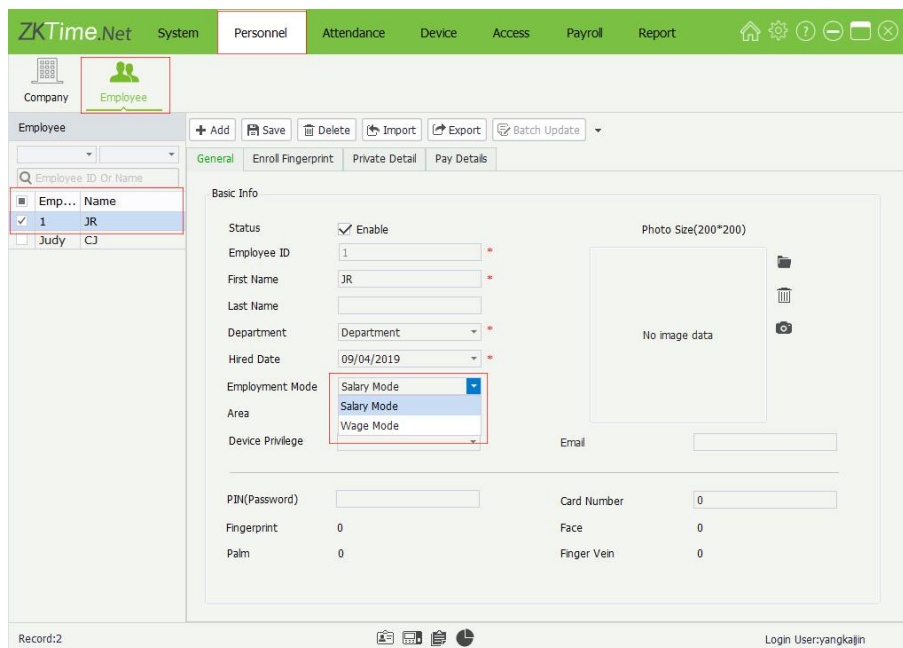 ZKTime.Net System Personnel Attendance Device Access Payroll Report
Company Employee
Employee
Add Save Delete Import Export Batch Update
General Enroll Fingerprint Private Detail Pay Details
Employee ID Or Name
Emp... Name
1 JR
Judy CJ
Basic Info
Status Enable Photo Size(200*200)
Employee ID 1 *
First Name JR *
Last Name
Department Department *
No image data
Hired Date 09/04/2019 *
Employment Mode Salary Mode
Salary Mode
Area
Wage Mode
Device Privilege Email
PIN(Password) Card Number 0
Fingerprint 0 Face 0
Palm 0 Finger Vein 0
Record:2 Login User:yangkaijin